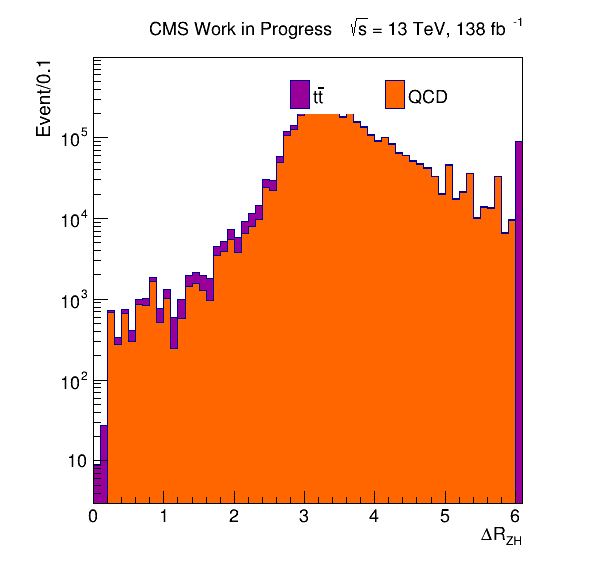 CMS Work in Progress √s = 13 TeV, 138 fb⁻¹
Event/0.1
tt̄ QCD
10⁵
10⁴
10³
10²
10
0 1 2 3 4 5 6
ΔR_ZH